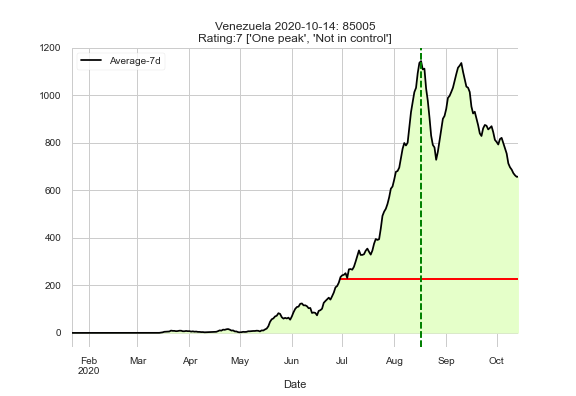 Venezuela 2020-10-14: 85005
Rating:7 ['One peak', 'Not in control']
Average-7d
1200
1000
800
600
400
200
0
Feb Mar Apr May Jun Jul Aug Sep Oct
2020
Date